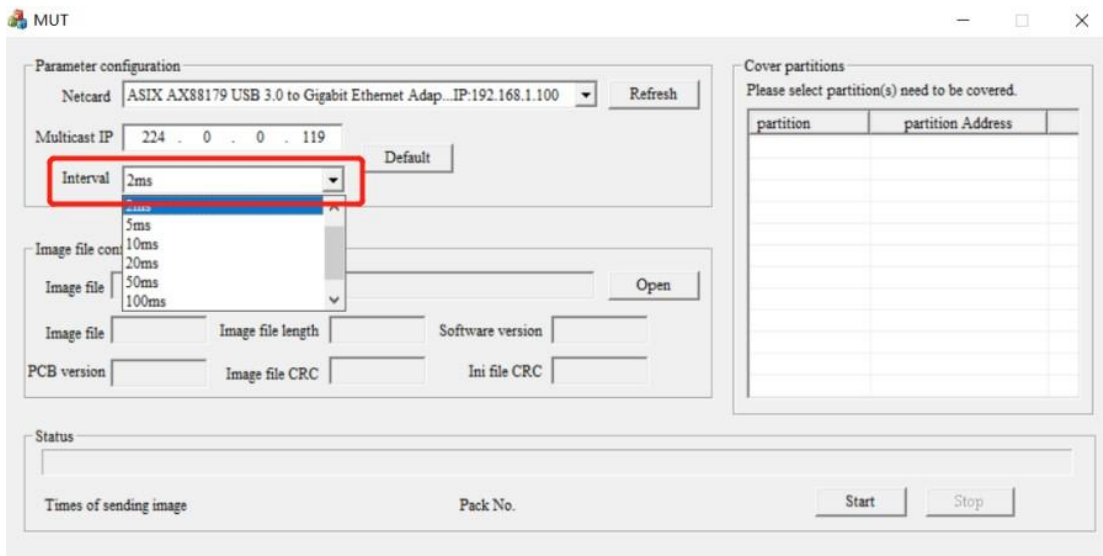 MUT
Parameter configuration
Netcard ASIX AX88179 USB 3.0 to Gigabit Ethernet Adap...IP:192.168.1.100 Refresh
Multicast IP 224 . 0 . 0 . 119
Default
Interval 2ms
2ms
5ms
10ms
20ms
50ms
100ms
Image file con
Image file Open
Image file Image file length Software version
PCB version Image file CRC Ini file CRC
Cover partitions
Please select partition(s) need to be covered.
partition partition Address
Status
Times of sending image Pack No. Start Stop